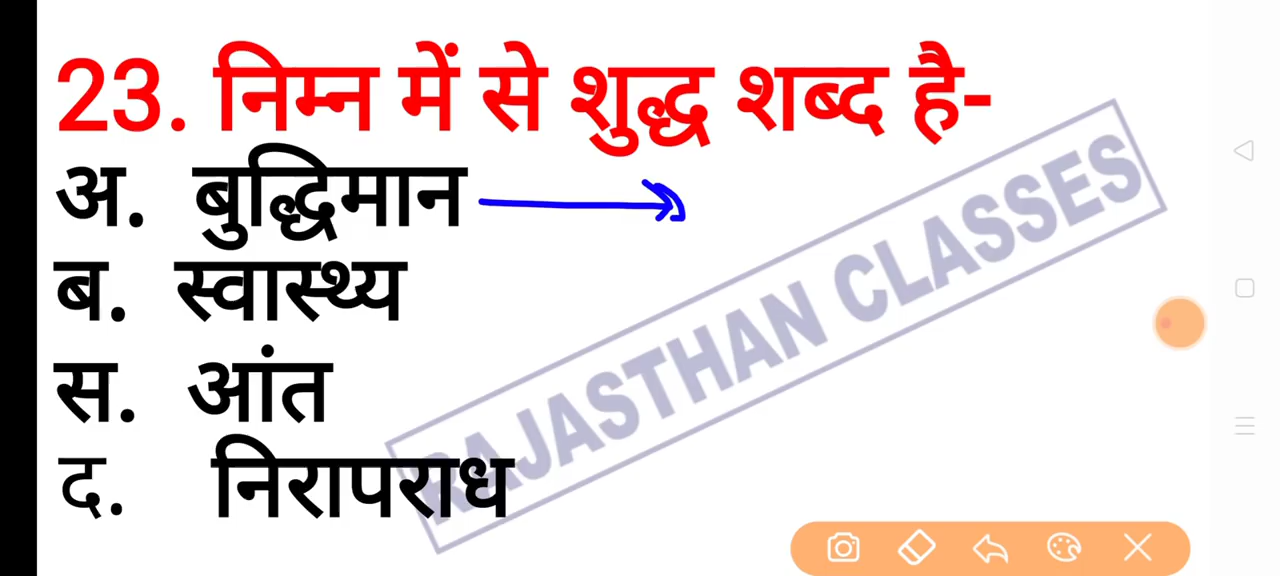 23. निम्न में से शुद्ध शब्द है-
अ. बुद्धिमान
ब. स्वास्थ्य
स. आंत
द. निरापराध
RAJASTHAN CLASSES